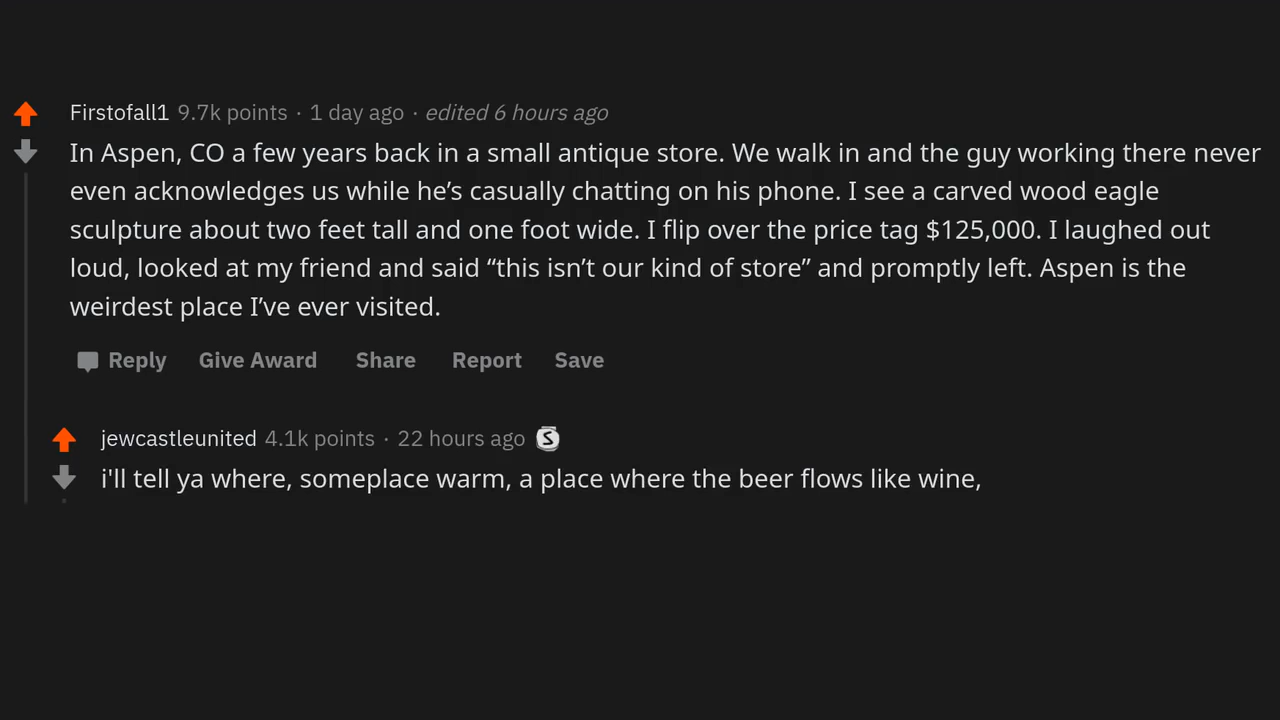 Firstofall1 9.7k points · 1 day ago · edited 6 hours ago
In Aspen, CO a few years back in a small antique store. We walk in and the guy working there never
even acknowledges us while he’s casually chatting on his phone. I see a carved wood eagle
sculpture about two feet tall and one foot wide. I flip over the price tag $125,000. I laughed out
loud, looked at my friend and said “this isn’t our kind of store” and promptly left. Aspen is the
weirdest place I’ve ever visited.
Reply Give Award Share Report Save
jewcastleunited 4.1k points · 22 hours ago S
i'll tell ya where, someplace warm, a place where the beer flows like wine,